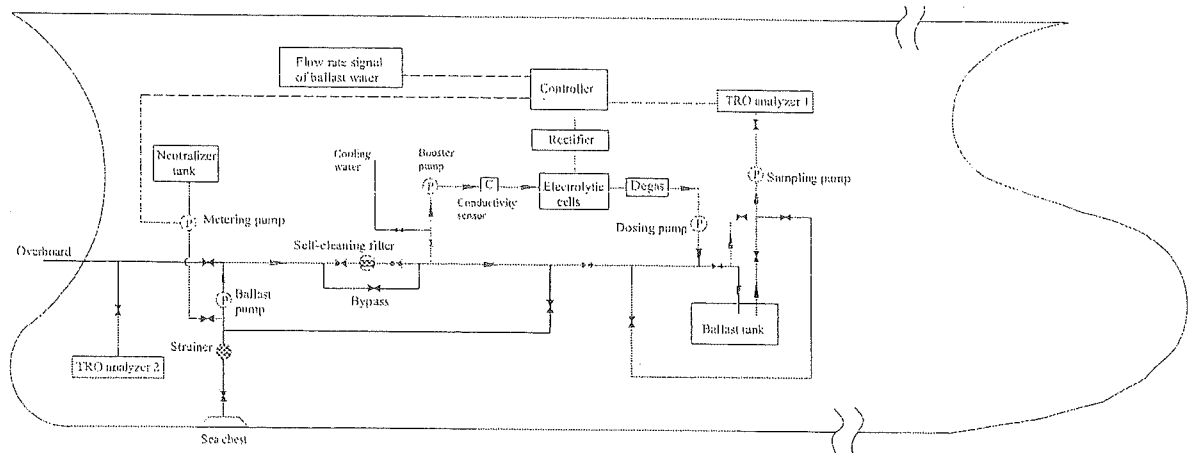 Flow rate signal
of ballast water
Controller
TRO analyzer 1
Rectifier
Neutralizer
tank
Cooling
water
Booster
pump
P
C
Conductivity
sensor
Electrolytic
cells
Degas
P
Sampling pump
P
Metering pump
P
Dosing pump
Overboard
Self-cleaning filter
Bypass
P
Ballast
pump
Ballast tank
Strainer
TRO analyzer 2
Sea chest